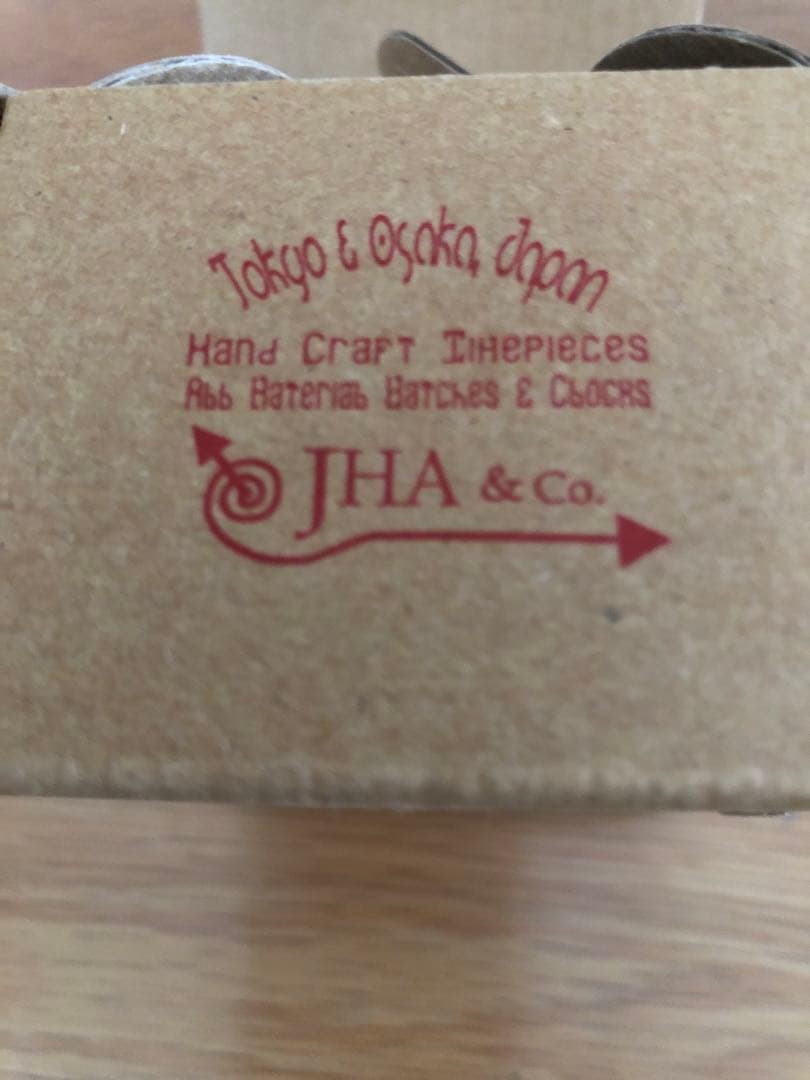 Tokyo & Osaka, Japan
Hand Craft Timepieces
All Material Watches & Clocks
JHA & Co.